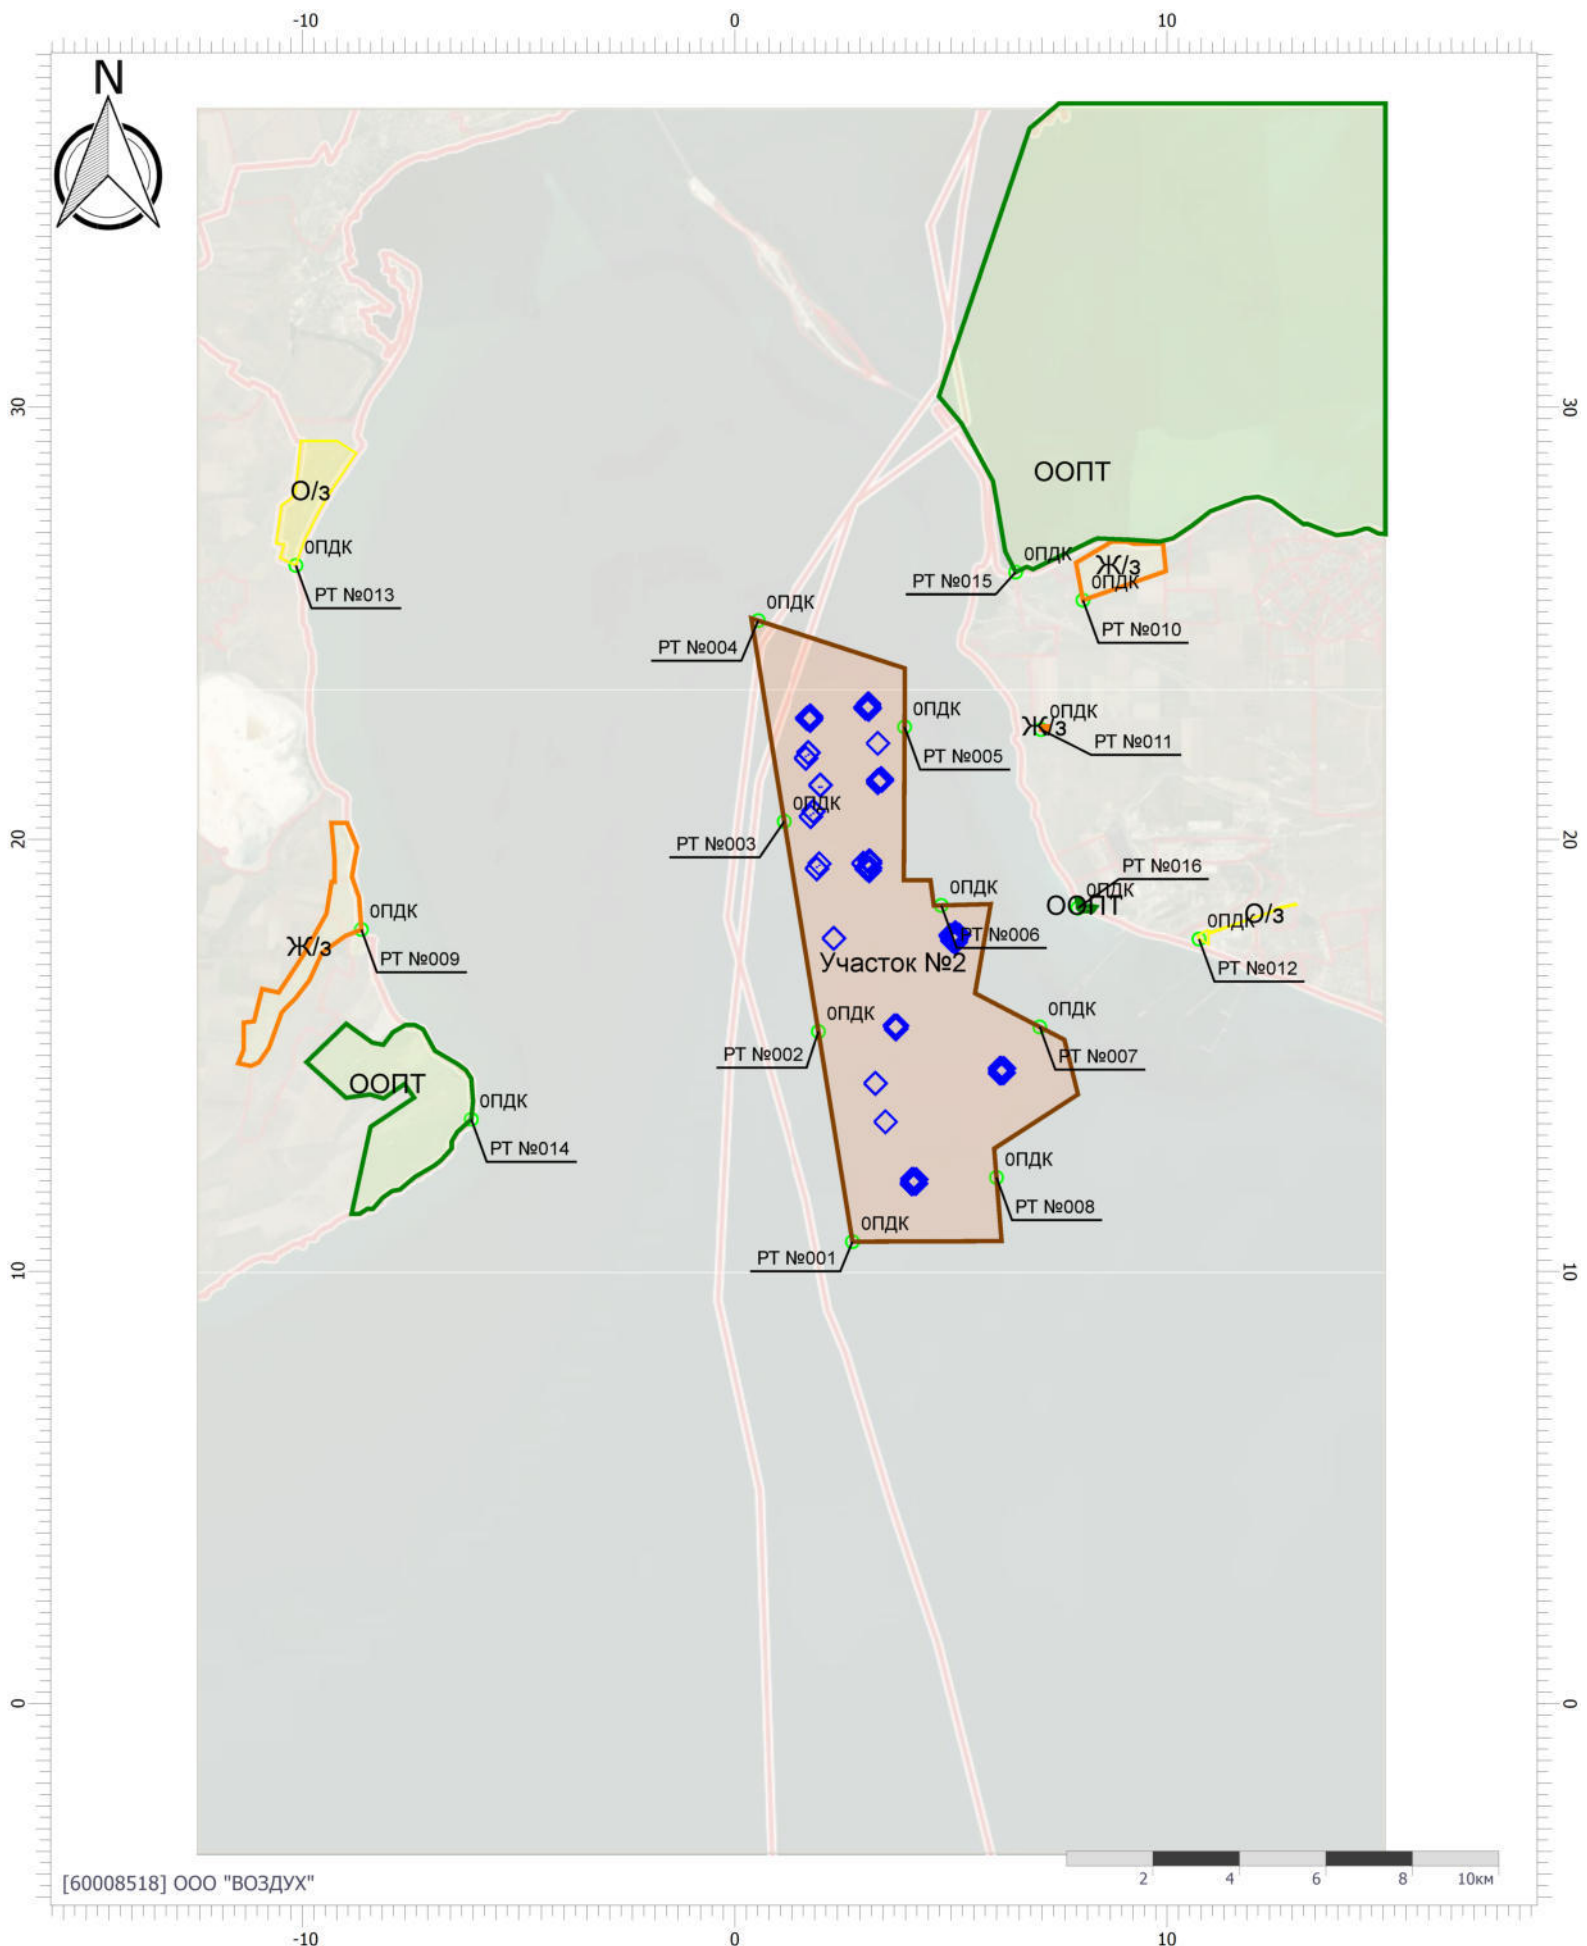 -10 0 10
N
30 30
ООПТ
О/з
0ПДК
РТ №013
0ПДК
РТ №015
Ж/з
0ПДК
РТ №010
0ПДК
РТ №004
0ПДК
РТ №005
0ПДК
Ж/з
РТ №011
20 20
0ПДК
РТ №003
РТ №016
0ПДК
ООПТ
0ПДК
РТ №006
О/з
0ПДК
РТ №012
0ПДК
Ж/з
РТ №009
Участок №2
0ПДК
РТ №002
0ПДК
РТ №007
ООПТ
0ПДК
РТ №014
0ПДК
РТ №008
0ПДК
РТ №001
10 10
0 0
2 4 6 8 10км
[60008518] ООО "ВОЗДУХ"
-10 0 10